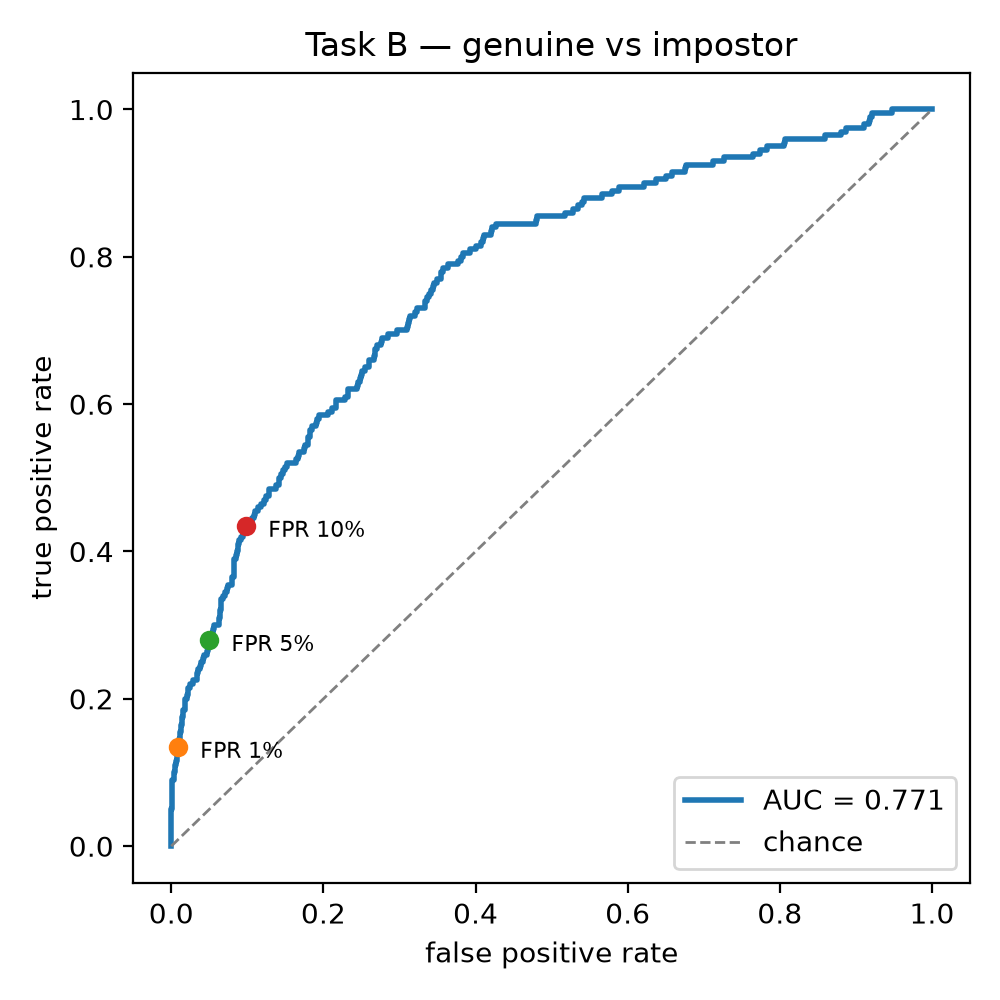 Task B — genuine vs impostor
true positive rate
1.0
0.8
0.6
0.4
0.2
0.0
FPR 10%
FPR 5%
FPR 1%
AUC = 0.771
chance
0.0 0.2 0.4 0.6 0.8 1.0
false positive rate